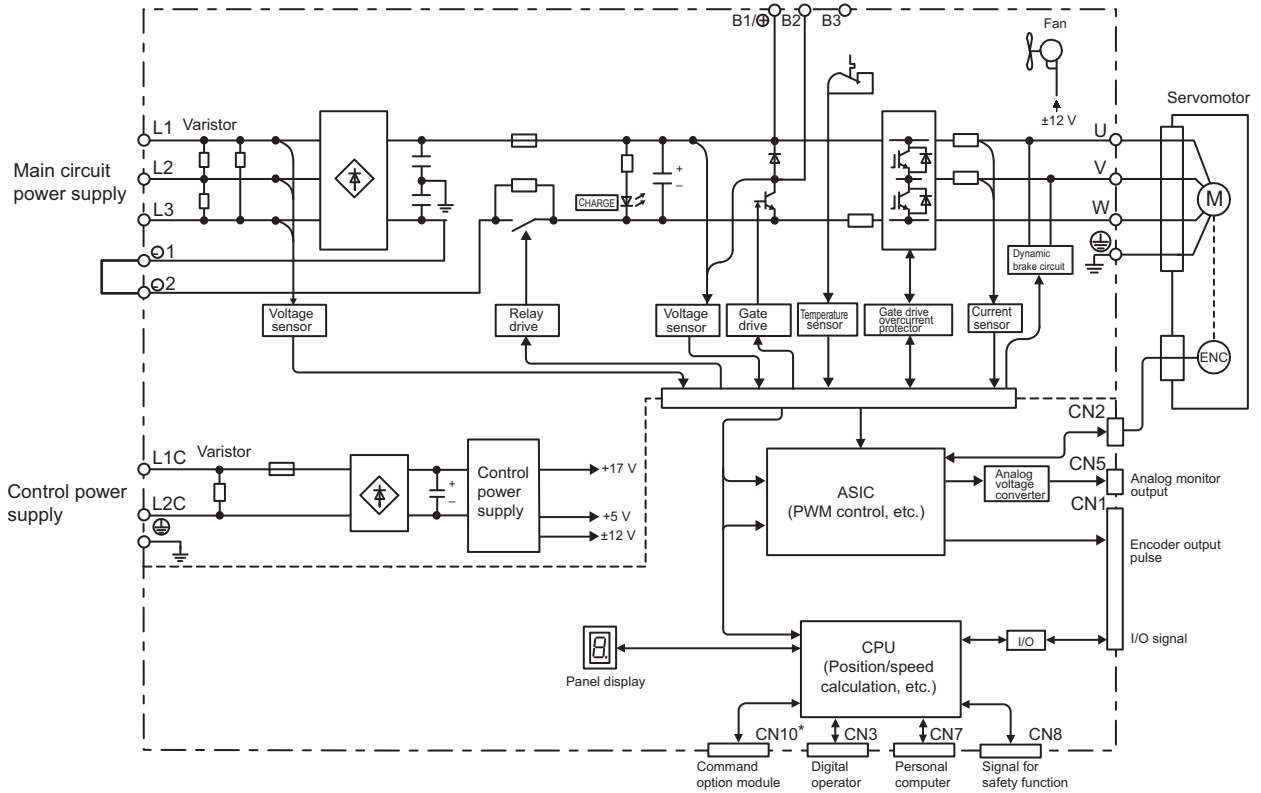 B1/⊕ B2 B3
Fan
±12 V
Servomotor
Main circuit
power supply
L1 Varistor
L2
L3
⊖1
⊖2
CHARGE
+
–
U
V
W
M
ENC
Dynamic
brake circuit
Voltage
sensor
Relay
drive
Voltage
sensor
Gate
drive
Temperature
sensor
Gate drive
overcurrent
protector
Current
sensor
Control power
supply
L1C Varistor
L2C
+
–
Control
power
supply
+17 V
+5 V
±12 V
ASIC
(PWM control, etc.)
Analog
voltage
converter
CN2
CN5
Analog monitor
output
CN1
Encoder output
pulse
I/O
I/O signal
8.
Panel display
CPU
(Position/speed
calculation, etc.)
CN10* CN3 CN7 CN8
Command
option module
Digital
operator
Personal
computer
Signal for
safety function